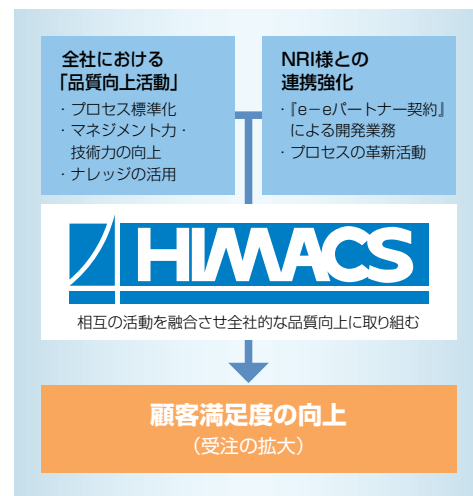 全社における
「品質向上活動」
・プロセス標準化
・マネジメント力・
技術力の向上
・ナレッジの活用
NRI様との
連携強化
・『e－eパートナー契約』
による開発業務
・プロセスの革新活動
HIMACS
相互の活動を融合させ全社的な品質向上に取り組む
顧客満足度の向上
（受注の拡大）